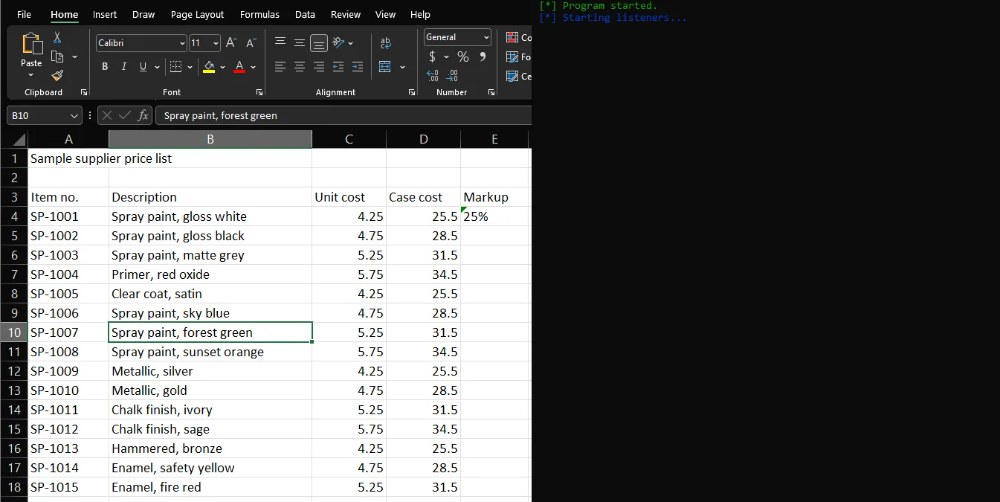 File Home Insert Draw Page Layout Formulas Data Review View Help
Paste
Calibri 11 A A
B I U A
ab
General
$ % 9
Co
Fo
Ce
Clipboard Font Alignment Number
B10 fx Spray paint, forest green
A B C D E
1 Sample supplier price list
2
3 Item no. Description Unit cost Case cost Markup
4 SP-1001 Spray paint, gloss white 4.25 25.5 25%
5 SP-1002 Spray paint, gloss black 4.75 28.5
6 SP-1003 Spray paint, matte grey 5.25 31.5
7 SP-1004 Primer, red oxide 5.75 34.5
8 SP-1005 Clear coat, satin 4.25 25.5
9 SP-1006 Spray paint, sky blue 4.75 28.5
10 SP-1007 Spray paint, forest green 5.25 31.5
11 SP-1008 Spray paint, sunset orange 5.75 34.5
12 SP-1009 Metallic, silver 4.25 25.5
13 SP-1010 Metallic, gold 4.75 28.5
14 SP-1011 Chalk finish, ivory 5.25 31.5
15 SP-1012 Chalk finish, sage 5.75 34.5
16 SP-1013 Hammered, bronze 4.25 25.5
17 SP-1014 Enamel, safety yellow 4.75 28.5
18 SP-1015 Enamel, fire red 5.25 31.5
[*] Program started.
[*] Starting listeners...